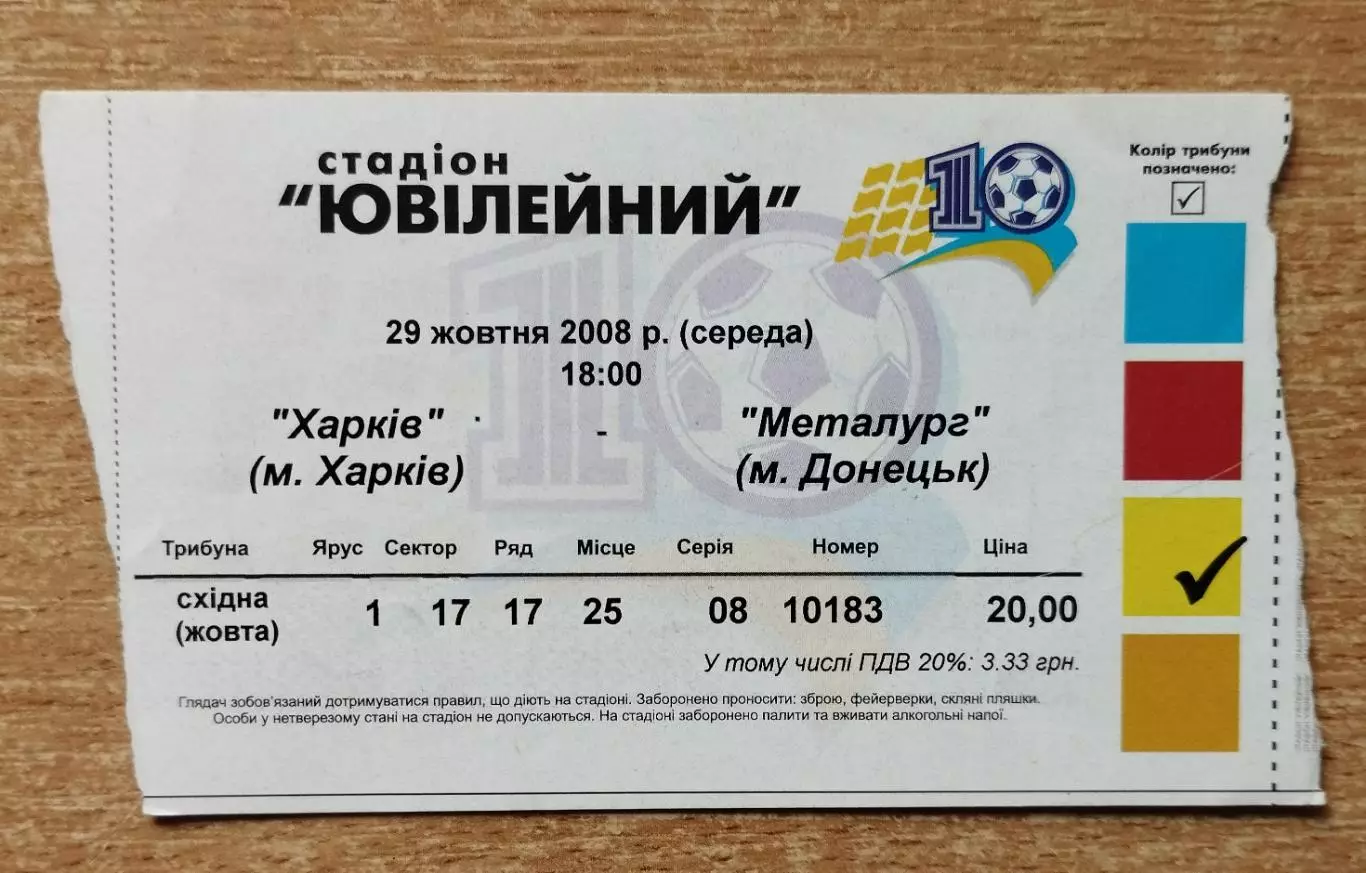 стадіон
"ЮВІЛЕЙНИЙ"
10
Колір трибуни
позначено:
29 жовтня 2008 р. (середа)
18:00
"Харків" - "Металург"
(м. Харків) (м. Донецьк)
Трибуна Ярус Сектор Ряд Місце Серія Номер Ціна
східна
(жовта) 1 17 17 25 08 10183 20,00
У тому числі ПДВ 20%: 3.33 грн.
Глядач зобов'язаний дотримуватися правил, що діють на стадіоні. Заборонено проносити: зброю, фейерверки, скляні пляшки.
Особи у нетверезому стані на стадіон не допускаються. На стадіоні заборонено палити та вживати алкогольні напої.